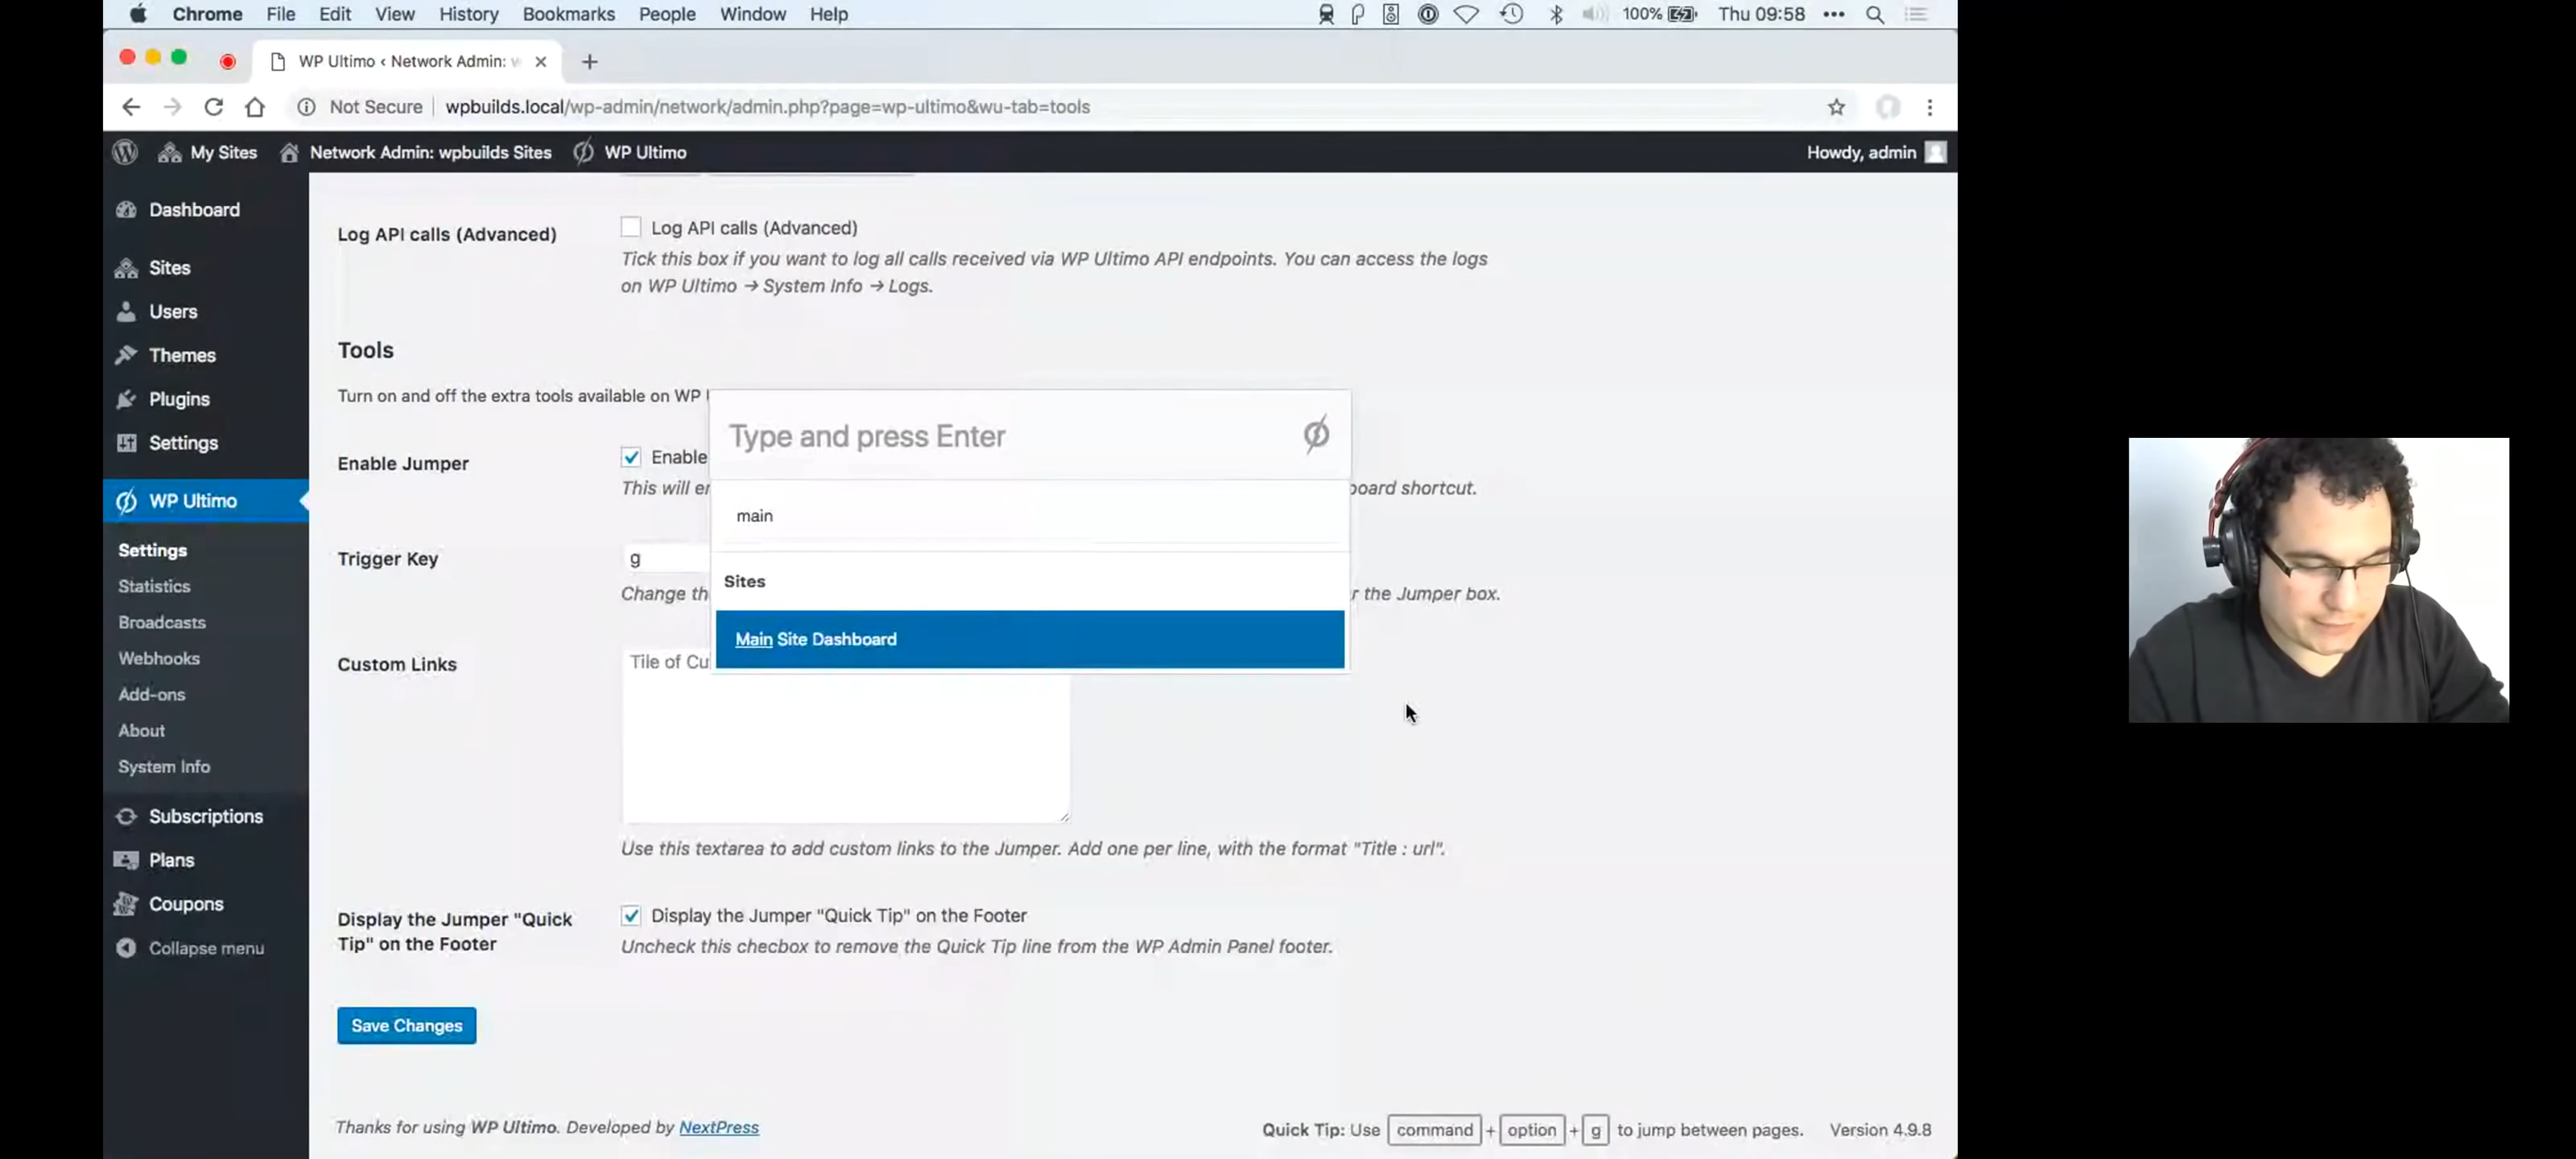 Chrome File Edit View History Bookmarks People Window Help 100% Thu 09:58
WP Ultimo ‹ Network Admin: w
Not Secure wpbuilds.local/wp-admin/network/admin.php?page=wp-ultimo&wu-tab=tools
My Sites Network Admin: wpbuilds Sites WP Ultimo Howdy, admin
Dashboard
Sites
Users
Themes
Plugins
Settings
WP Ultimo
Settings
Statistics
Broadcasts
Webhooks
Add-ons
About
System Info
Subscriptions
Plans
Coupons
Collapse menu
Log API calls (Advanced)
Log API calls (Advanced)
Tick this box if you want to log all calls received via WP Ultimo API endpoints. You can access the logs
on WP Ultimo → System Info → Logs.
Tools
Turn on and off the extra tools available on WP
Type and press Enter
main
Sites
Main Site Dashboard
Enable Jumper
Enable
This will board shortcut.
Trigger Key
g
Change r the Jumper box.
Custom Links
Tile of Cu
Use this textarea to add custom links to the Jumper. Add one per line, with the format "Title : url".
Display the Jumper "Quick
Tip" on the Footer
Display the Jumper "Quick Tip" on the Footer
Uncheck this checbox to remove the Quick Tip line from the WP Admin Panel footer.
Save Changes
Thanks for using WP Ultimo. Developed by NextPress
Quick Tip: Use command + option + g to jump between pages. Version 4.9.8